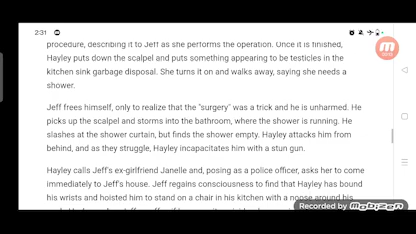 2:31
procedure, describing it to Jeff as she performs the operation. Once it is finished,
Hayley puts down the scalpel and puts something appearing to be testicles in the
kitchen sink garbage disposal. She turns it on and walks away, saying she needs a
shower.
Jeff frees himself, only to realize that the "surgery" was a trick and he is unharmed. He
picks up the scalpel and storms into the bathroom, where the shower is running. He
slashes at the shower curtain, but finds the shower empty. Hayley attacks him from
behind, and as they struggle, Hayley incapacitates him with a stun gun.
Hayley calls Jeff's ex-girlfriend Janelle and, posing as a police officer, asks her to come
immediately to Jeff's house. Jeff regains consciousness to find that Hayley has bound
his wrists and hoisted him to stand on a chair in his kitchen with a noose around his
Recorded by Mobizen